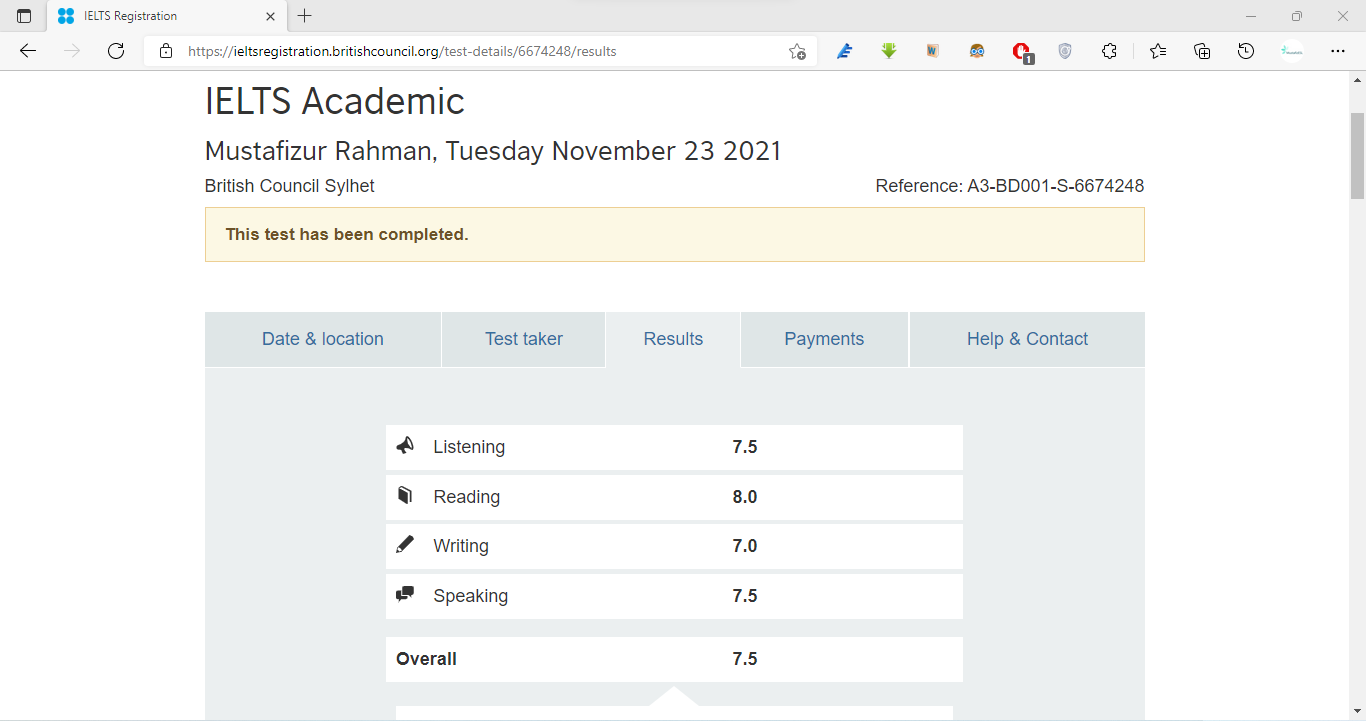 IELTS Registration
https://ieltsregistration.britishcouncil.org/test-details/6674248/results
1
IELTS Academic
Mustafizur Rahman, Tuesday November 23 2021
British Council Sylhet Reference: A3-BD001-S-6674248
This test has been completed.
Date & location Test taker Results Payments Help & Contact
Listening 7.5
Reading 8.0
Writing 7.0
Speaking 7.5
Overall 7.5